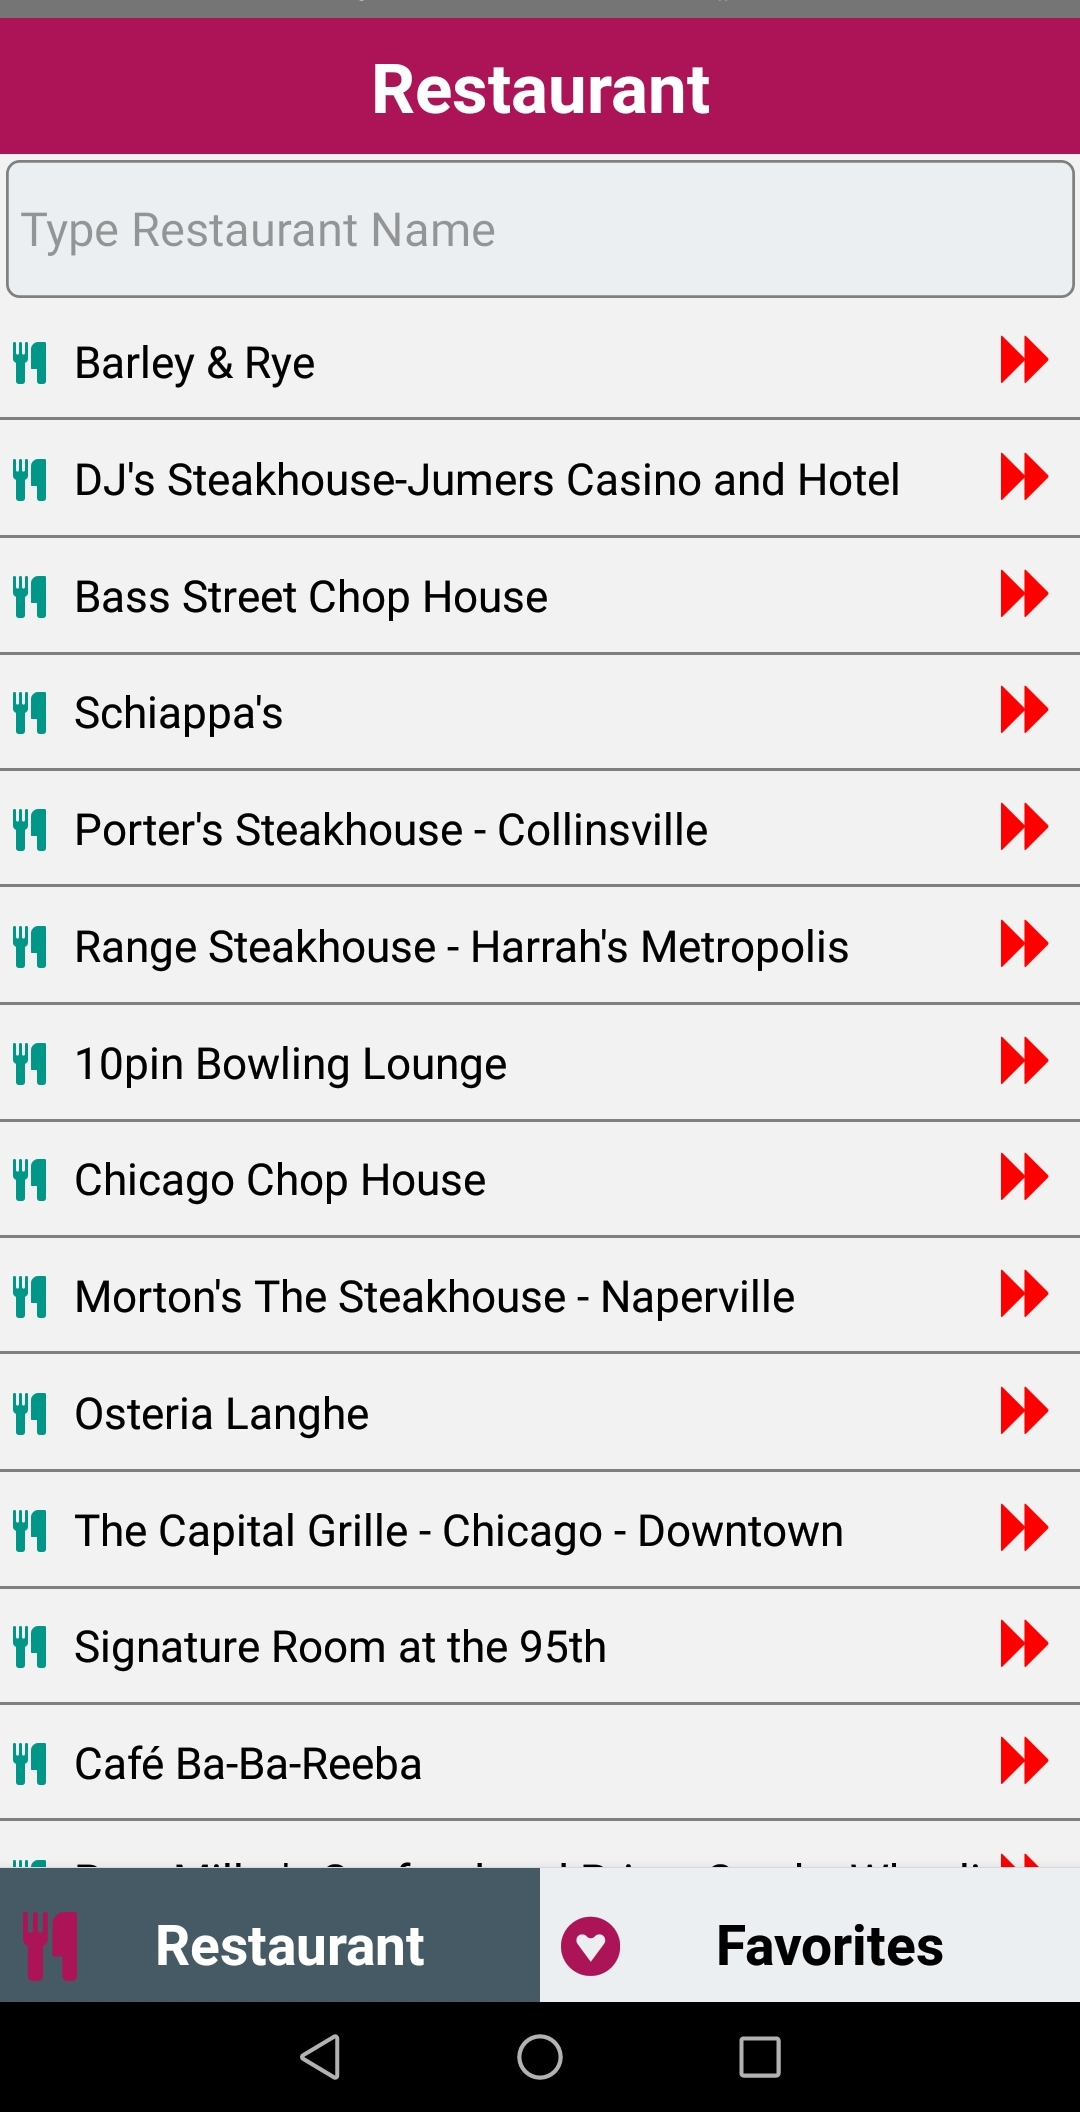 Restaurant
Type Restaurant Name
Barley & Rye
DJ's Steakhouse-Jumers Casino and Hotel
Bass Street Chop House
Schiappa's
Porter's Steakhouse - Collinsville
Range Steakhouse - Harrah's Metropolis
10pin Bowling Lounge
Chicago Chop House
Morton's The Steakhouse - Naperville
Osteria Langhe
The Capital Grille - Chicago - Downtown
Signature Room at the 95th
Café Ba-Ba-Reeba
Restaurant
Favorites